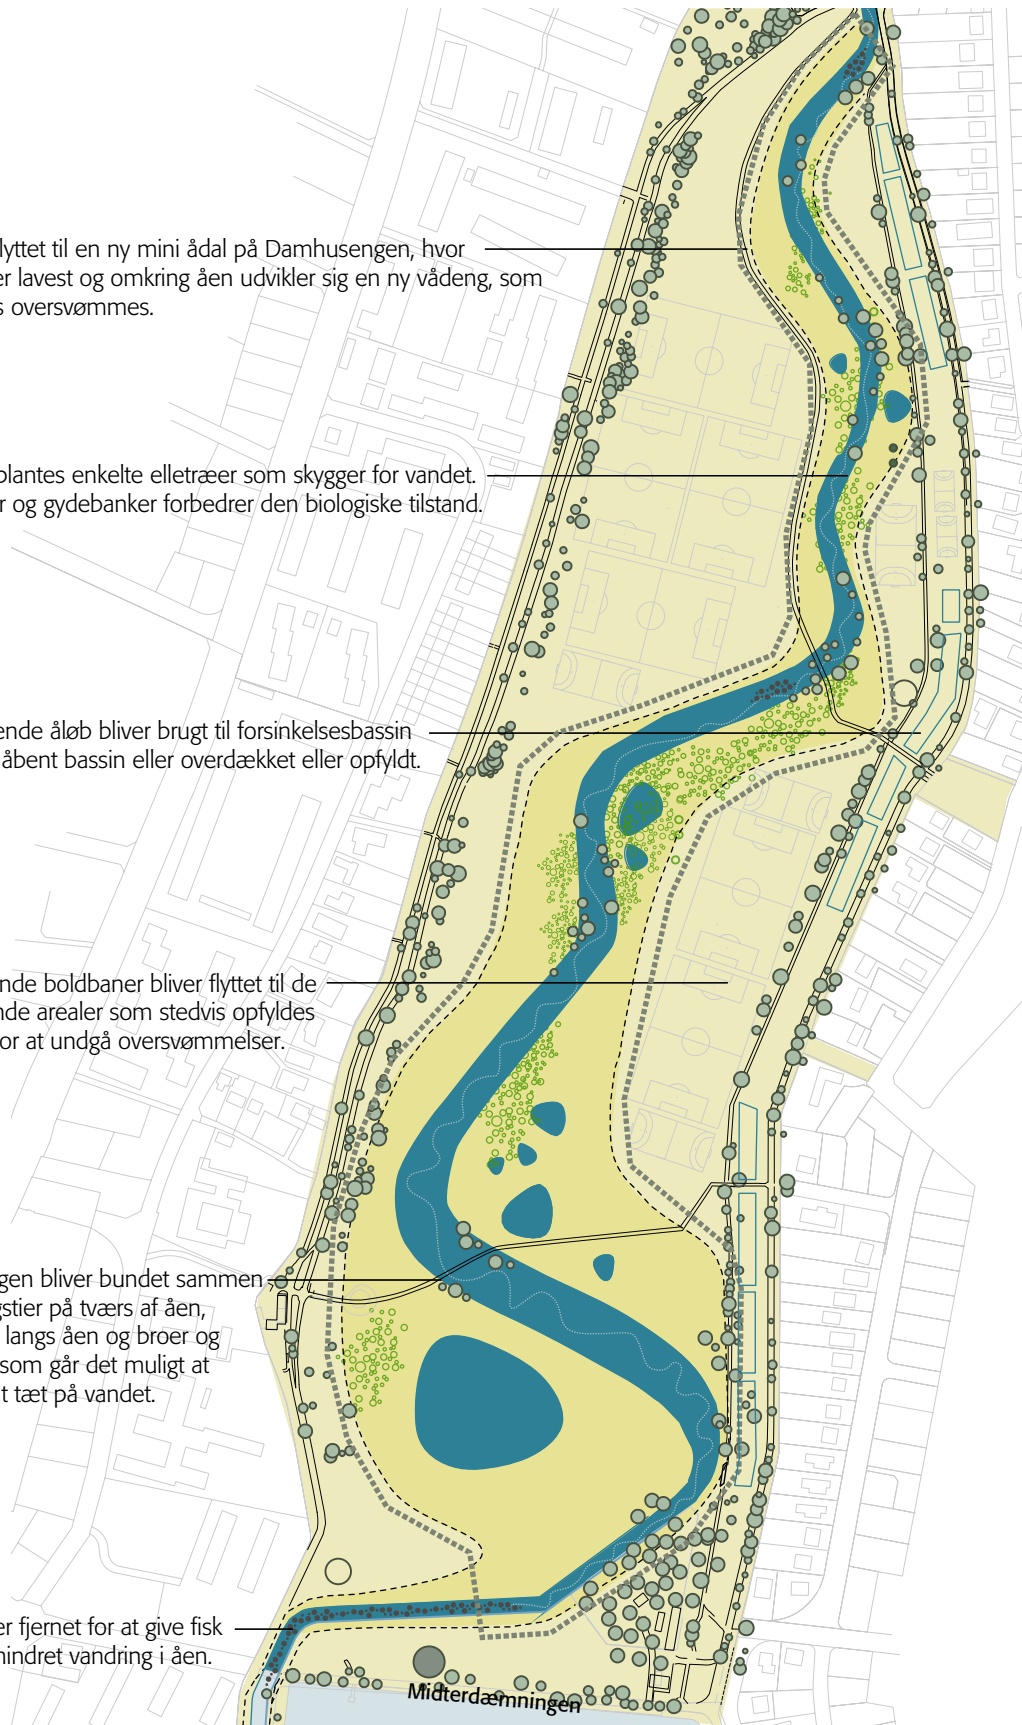 lyttet til en ny mini ådal på Damhusengen, hvor
er lavest og omkring åen udvikler sig en ny vådeng, som
s oversvømmes.
plantes enkelte elletræer som skygger for vandet.
r og gydebanker forbedrer den biologiske tilstand.
ende åløb bliver brugt til forsinkelsesbassin
åbent bassin eller overdækket eller opfyldt.
nde boldbaner bliver flyttet til de
nde arealer som stedvis opfyldes
or at undgå oversvømmelser.
gen bliver bundet sammen
gstier på tværs af åen,
langs åen og broer og
som går det muligt at
t tæt på vandet.
er fjernet for at give fisk
hindret vandring i åen.
Midterdæmningen